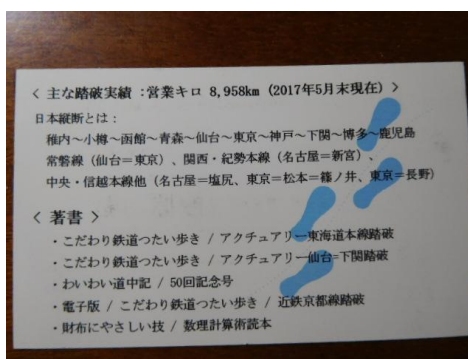 ＜ 主な踏破実績 ：営業キロ 8,958km（2017年5月末現在）＞
日本縦断とは：
稚内～小樽～函館～青森～仙台～東京～神戸～下関～博多～鹿児島
常磐線（仙台＝東京）、関西・紀勢本線（名古屋＝新宮）、
中央・信越本線他（名古屋＝塩尻、東京＝松本＝篠ノ井、東京＝長野）
＜ 著書 ＞
・こだわり鉄道つたい歩き / アクチュアリー東海道本線踏破
・こだわり鉄道つたい歩き / アクチュアリー仙台=下関踏破
・わいわい道中記 / 50回記念号
・電子版 / こだわり鉄道つたい歩き / 近鉄京都線踏破
・財布にやさしい技 / 数理計算術読本